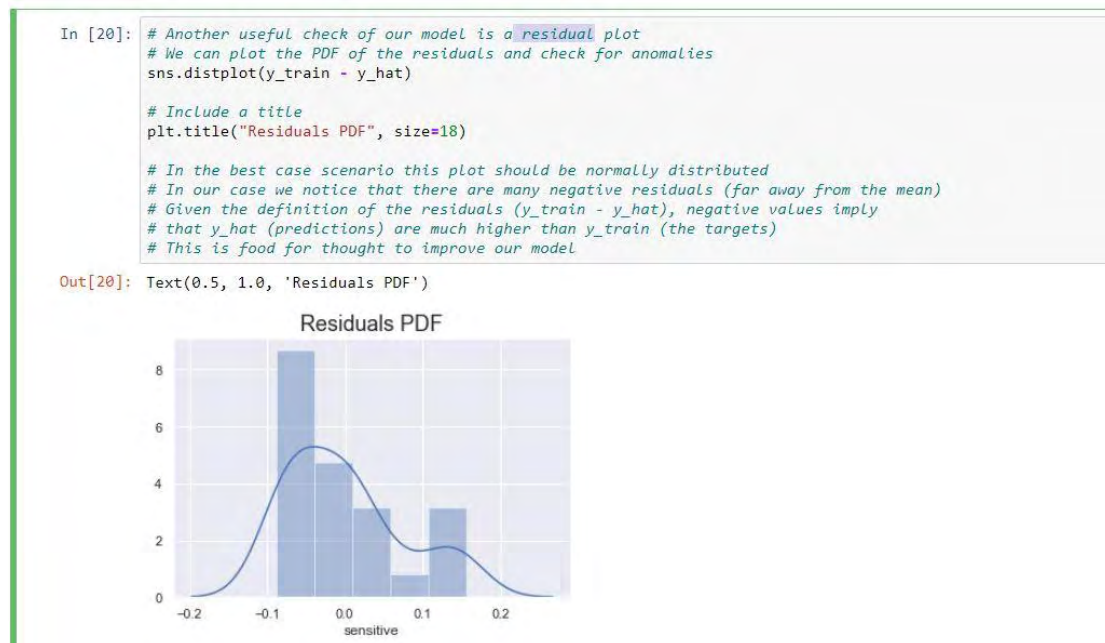 In [20]: # Another useful check of our model is a residual plot
# We can plot the PDF of the residuals and check for anomalies
sns.distplot(y_train - y_hat)
# Include a title
plt.title("Residuals PDF", size=18)
# In the best case scenario this plot should be normally distributed
# In our case we notice that there are many negative residuals (far away from the mean)
# Given the definition of the residuals (y_train - y_hat), negative values imply
# that y_hat (predictions) are much higher than y_train (the targets)
# This is food for thought to improve our model
Out[20]: Text(0.5, 1.0, 'Residuals PDF')
Residuals PDF
8
6
4
2
0
−0.2 −0.1 0.0 0.1 0.2
sensitive